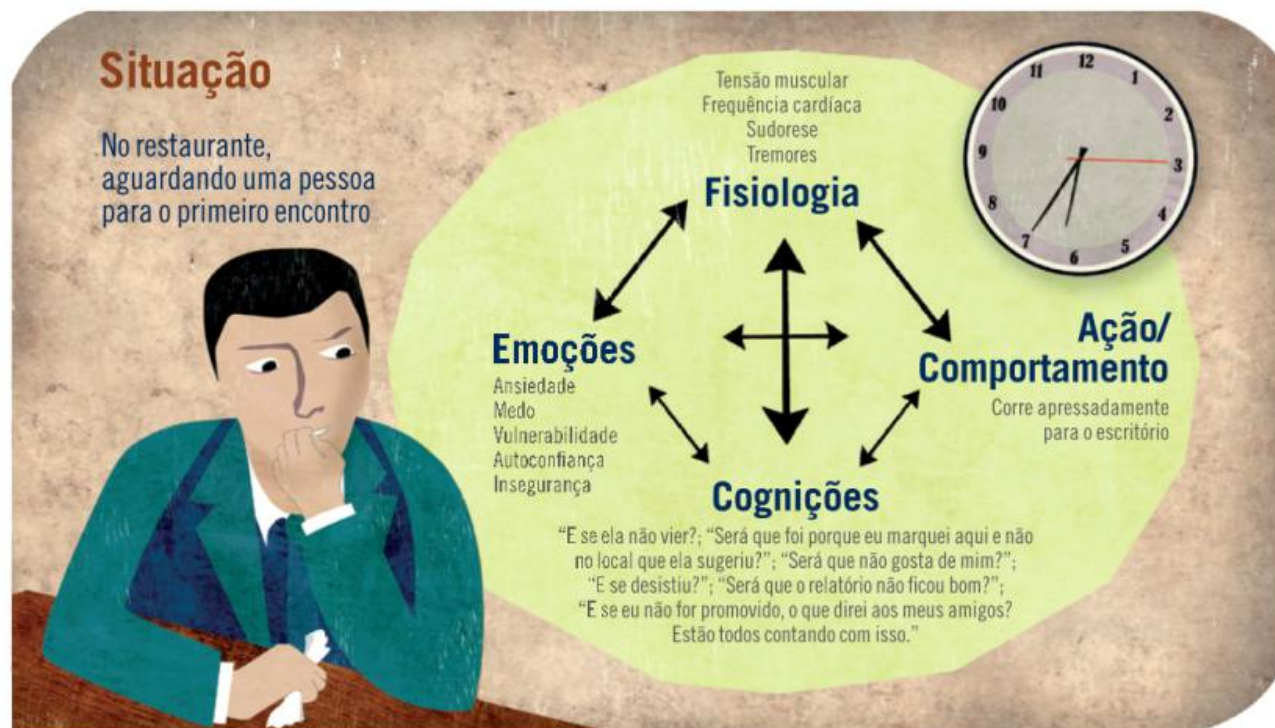 Situação
No restaurante,
aguardando uma pessoa
para o primeiro encontro
Tensão muscular
Frequência cardíaca
Sudorese
Tremores
Fisiologia
12
1
2
3
4
5
6
7
8
9
10
11
Emoções
Ansiedade
Medo
Vulnerabilidade
Autoconfiança
Insegurança
Ação/
Comportamento
Corre apressadamente
para o escritório
Cognições
“E se ela não vier?; “Será que foi porque eu marquei aqui e não
no local que ela sugeriu?”; “Será que não gosta de mim?”;
“E se desistiu?”; “Será que o relatório não ficou bom?”;
“E se eu não for promovido, o que direi aos meus amigos?
Estão todos contando com isso.”